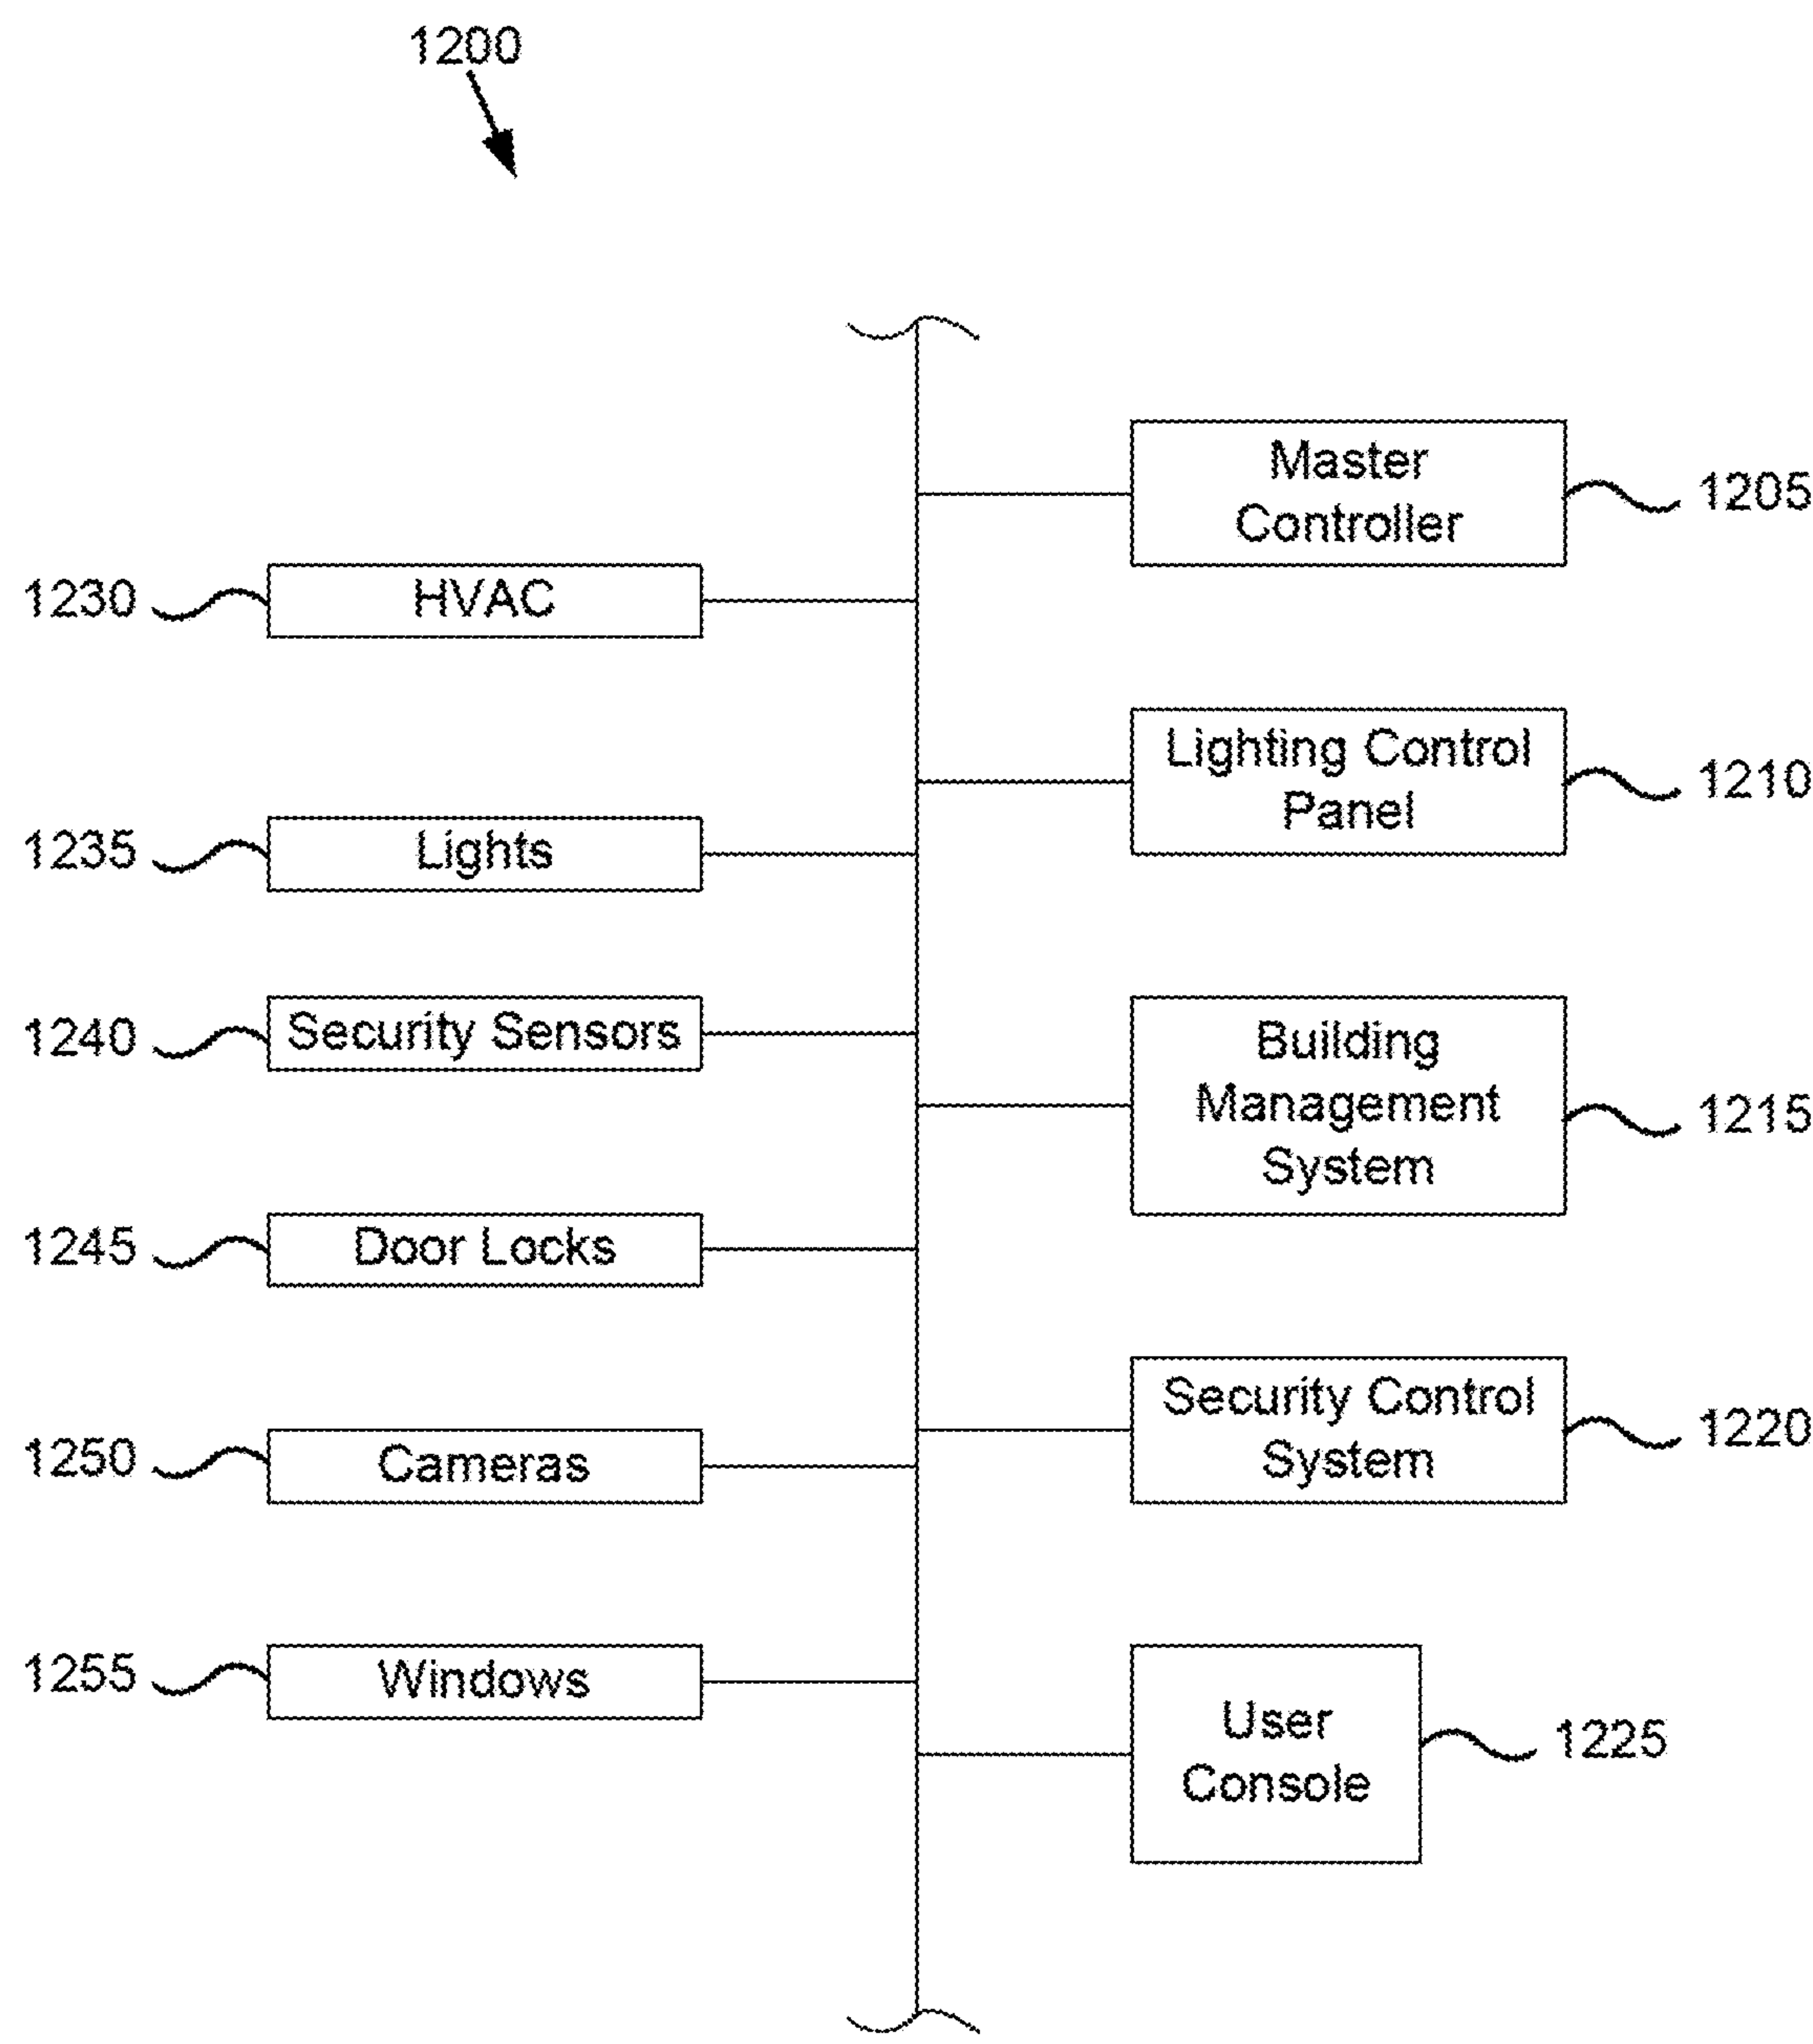 1200
Master
Controller
1205
1230
HVAC
Lighting Control
Panel
1210
1235
Lights
1240
Security Sensors
Building
Management
System
1215
1245
Door Locks
Security Control
System
1220
1250
Cameras
1255
Windows
User
Console
1225